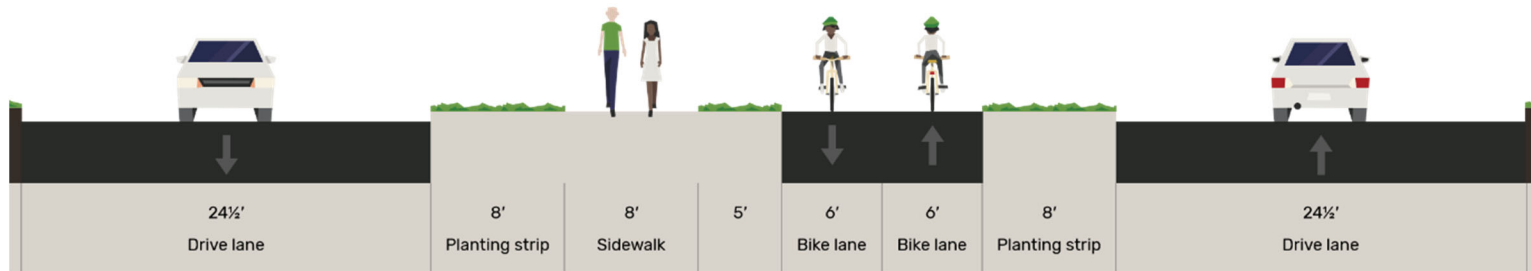 24½′
Drive lane
8′
Planting strip
8′
Sidewalk
5′
6′
Bike lane
6′
Bike lane
8′
Planting strip
24½′
Drive lane